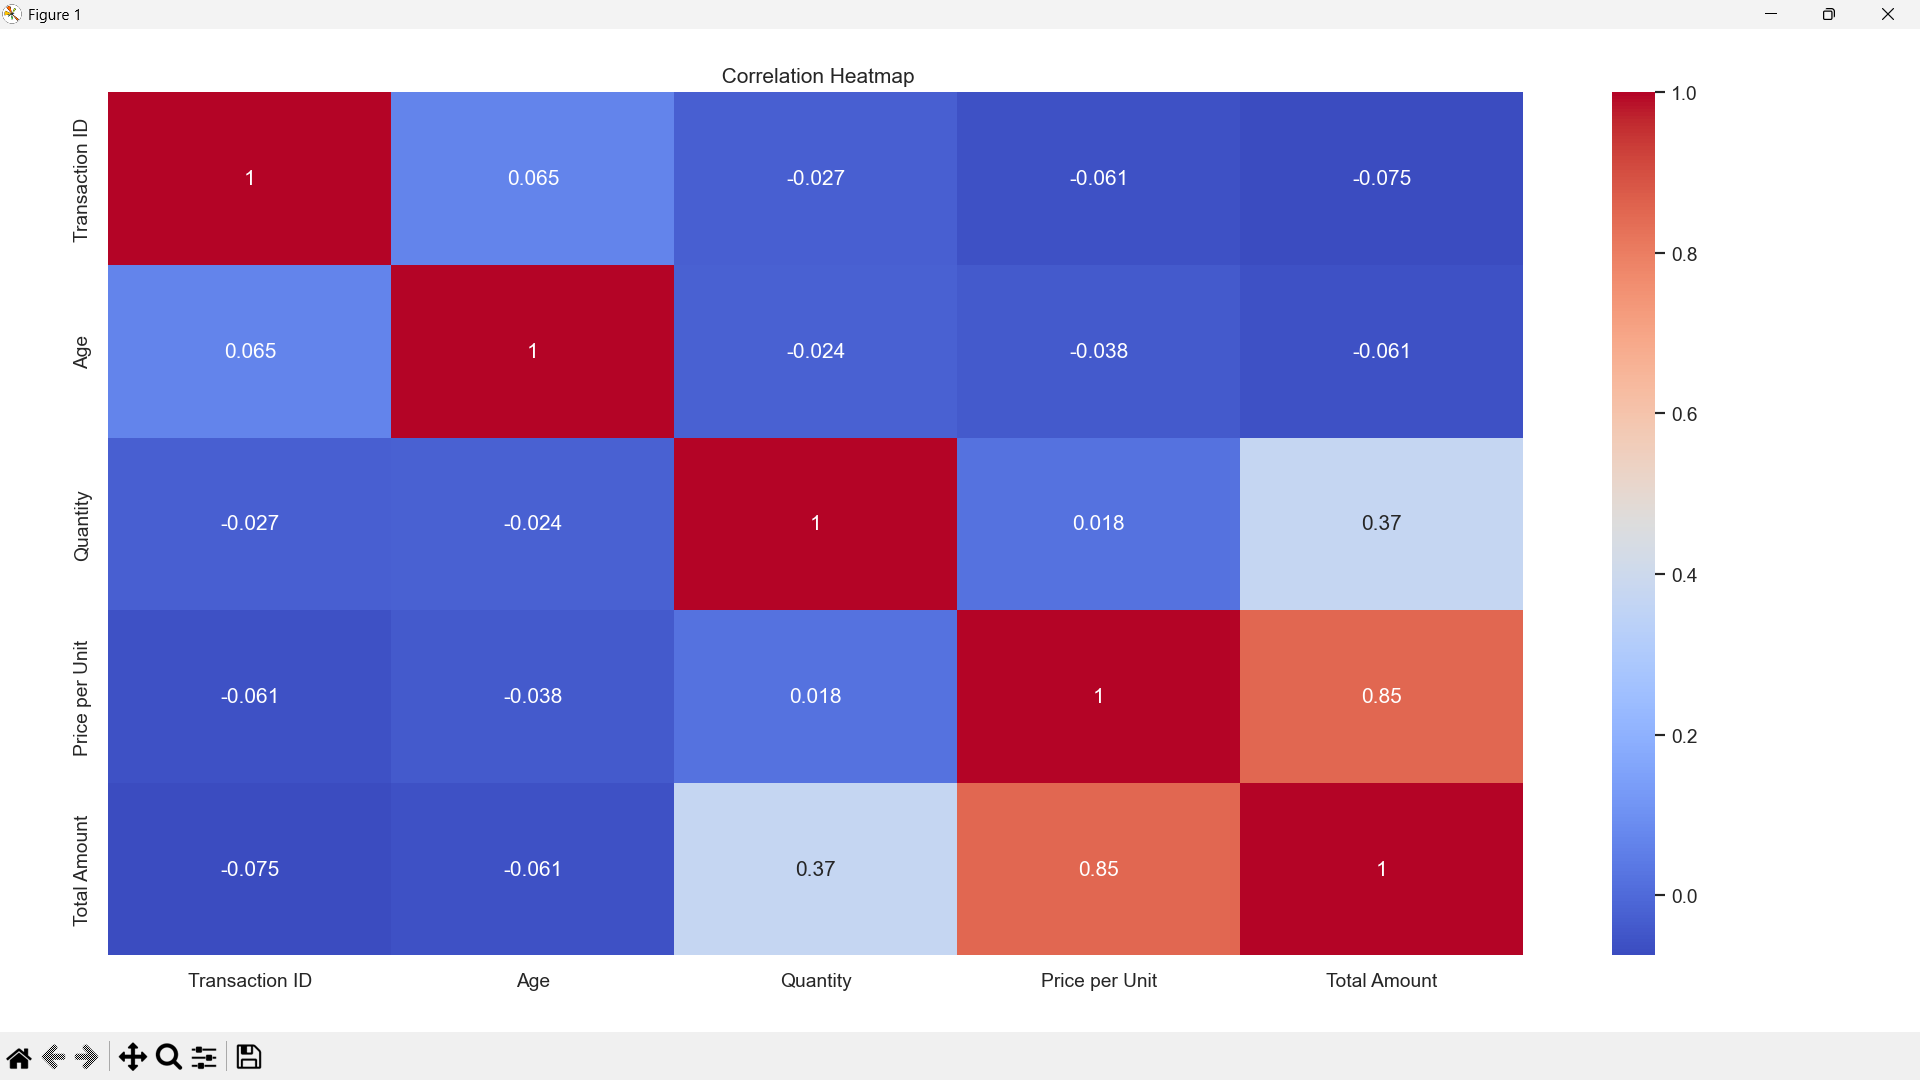 Figure 1
Correlation Heatmap
Transaction ID 1 0.065 -0.027 -0.061 -0.075
Age 0.065 1 -0.024 -0.038 -0.061
Quantity -0.027 -0.024 1 0.018 0.37
Price per Unit -0.061 -0.038 0.018 1 0.85
Total Amount -0.075 -0.061 0.37 0.85 1
Transaction ID Age Quantity Price per Unit Total Amount
1.0
0.8
0.6
0.4
0.2
0.0